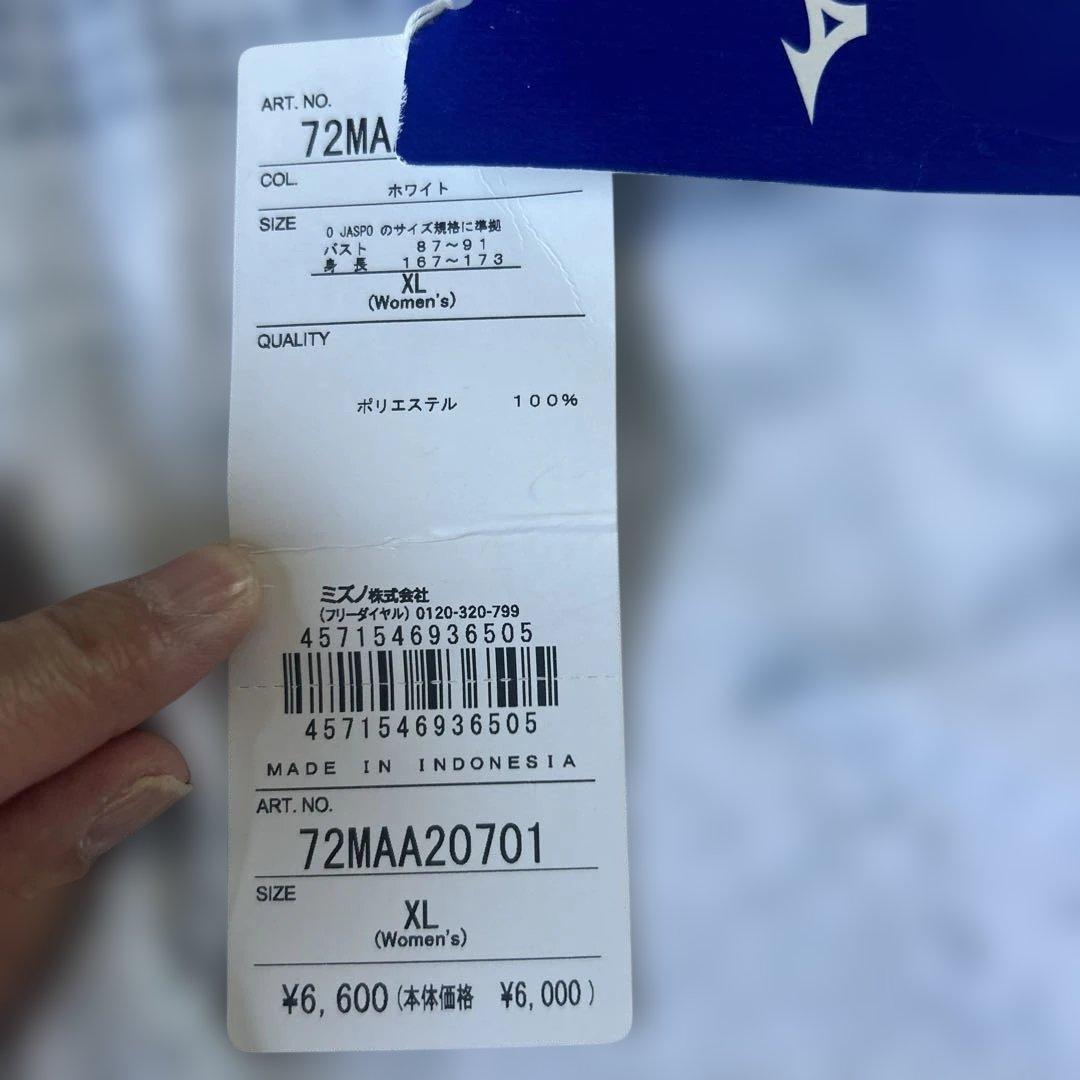 ART. NO.
72MA
COL.
ホワイト
SIZE
O JASPO のサイズ規格に準拠
バスト 87～91
身長 167～173
XL
(Women's)
QUALITY
ポリエステル 100%
ミズノ株式会社
(フリーダイヤル) 0120-320-799
4571546936505
4571546936505
MADE IN INDONESIA
ART. NO.
72MAA20701
SIZE
XL
(Women's)
¥6,600(本体価格 ¥6,000)